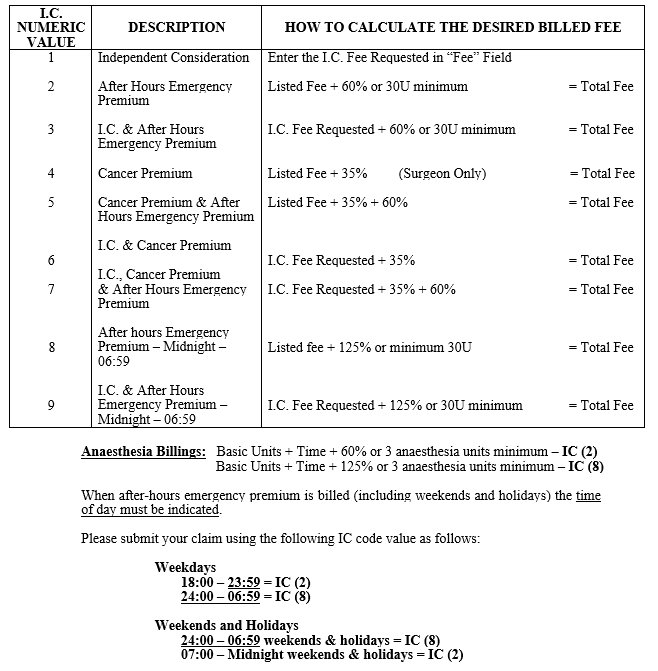 I.C. NUMERIC VALUE DESCRIPTION HOW TO CALCULATE THE DESIRED BILLED FEE
1 Independent Consideration Enter the I.C. Fee Requested in “Fee” Field
2 After Hours Emergency Listed Fee + 60% or 30U minimum = Total Fee
Premium
3 I.C. & After Hours I.C. Fee Requested + 60% or 30U minimum = Total Fee
Emergency Premium
4 Cancer Premium Listed Fee + 35% (Surgeon Only) = Total Fee
5 Cancer Premium & After Listed Fee + 35% + 60% = Total Fee
Hours Emergency Premium
I.C. & Cancer Premium
6 I.C. Fee Requested + 35% = Total Fee
I.C., Cancer Premium
7 & After Hours Emergency I.C. Fee Requested + 35% + 60% = Total Fee
Premium
After hours Emergency
8 Premium – Midnight – Listed fee + 125% or minimum 30U = Total Fee
06:59
I.C. & After Hours
9 Emergency Premium – I.C. Fee Requested + 125% or 30U minimum = Total Fee
Midnight – 06:59
Anaesthesia Billings: Basic Units + Time + 60% or 3 anaesthesia units minimum – IC (2)
Basic Units + Time + 125% or 3 anaesthesia units minimum – IC (8)
When after-hours emergency premium is billed (including weekends and holidays) the time
of day must be indicated.
Please submit your claim using the following IC code value as follows:
Weekdays
18:00 – 23:59 = IC (2)
24:00 – 06:59 = IC (8)
Weekends and Holidays
24:00 – 06:59 weekends & holidays = IC (8)
07:00 – Midnight weekends & holidays = IC (2)